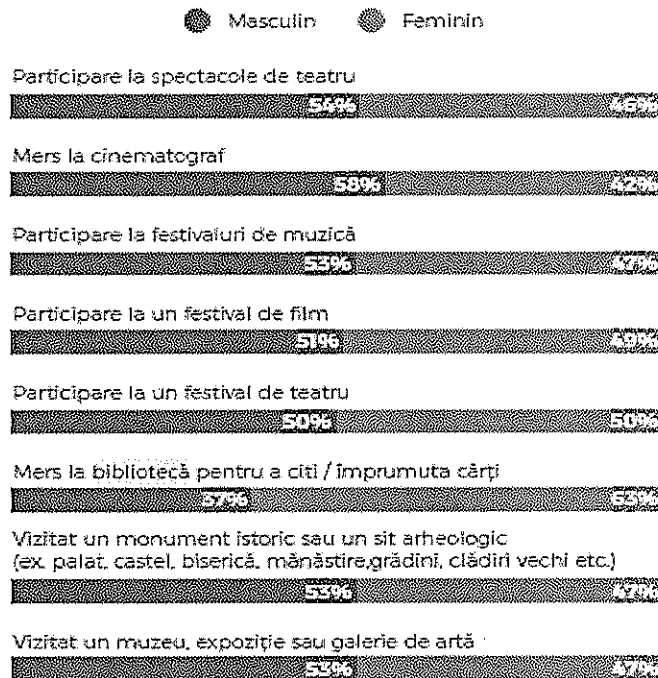 Masculin Feminin
Participare la spectacole de teatru
54% 46%
Mers la cinematograf
58% 42%
Participare la festivaluri de muzică
53% 47%
Participare la un festival de film
51% 49%
Participare la un festival de teatru
50% 50%
Mers la bibliotecă pentru a citi / împrumuta cărți
37% 63%
Vizitat un monument istoric sau un sit arheologic
(ex. palat, castel, biserică, mănăstire,grădini, clădiri vechi etc.)
53% 47%
Vizitat un muzeu, expoziție sau galerie de artă
53% 47%